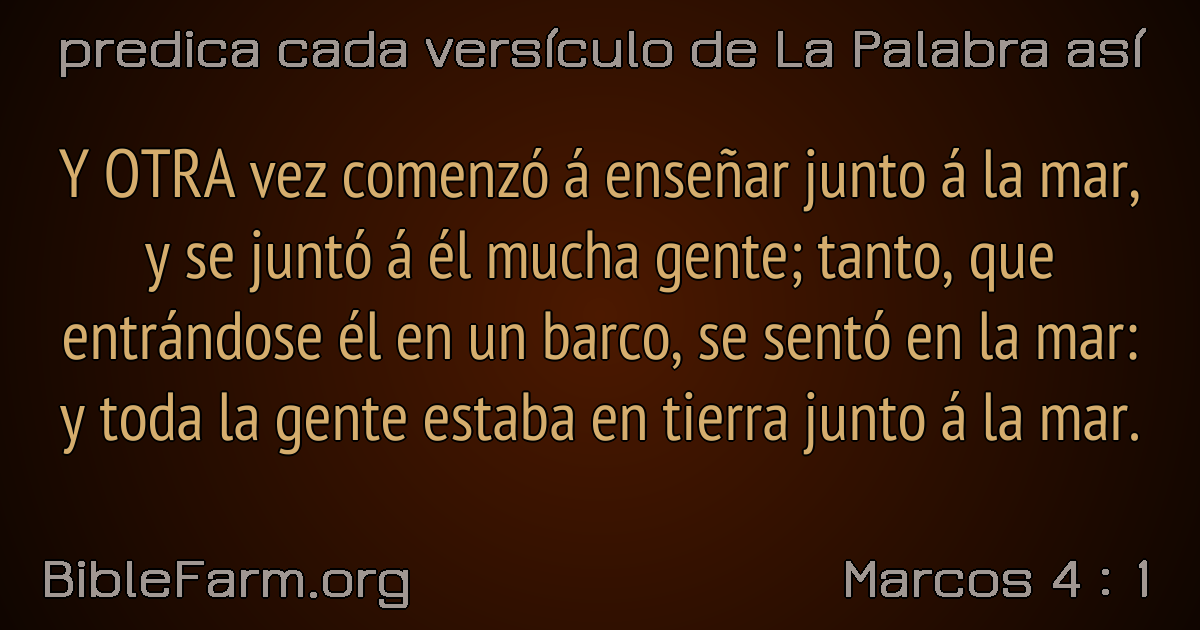 predica cada versículo de La Palabra así
Y OTRA vez comenzó á enseñar junto á la mar,
y se juntó á él mucha gente; tanto, que
entrándose él en un barco, se sentó en la mar:
y toda la gente estaba en tierra junto á la mar.
BibleFarm.org
Marcos 4 : 1